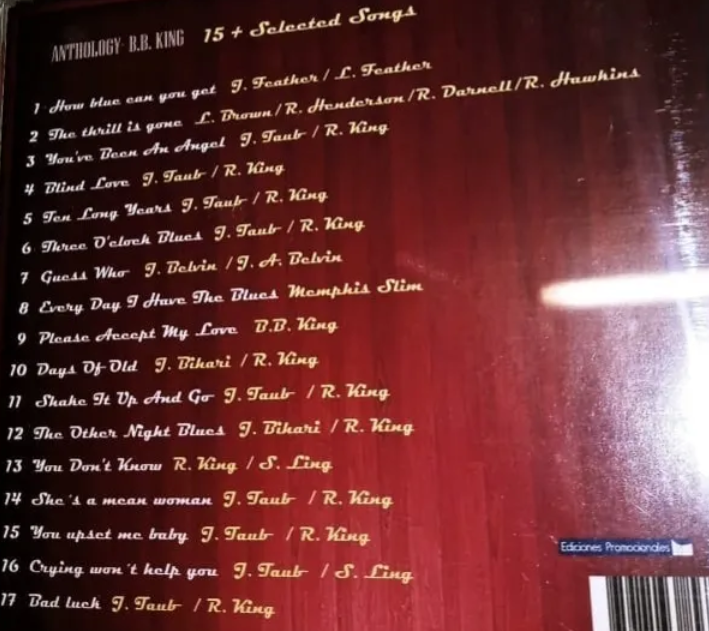 ANTHOLOGY· B.B. KING 15 + Selected Songs
1 · How blue can you get J. Feather / L. Feather
2 The thrill is gone L. Brown/R. Henderson/R. Darnell/R. Hawkins
3 You've Been An Angel J. Taub / R. King
4 Blind Love J. Taub / R. King
5 Ten Long Years J. Taub / R. King
6 Three O'clock Blues J. Taub / R. King
7 Guess Who J. Belvin / J. A. Belvin
8 Every Day I Have The Blues Memphis Slim
9 Please Accept My Love B.B. King
10 Days Of Old J. Bihari / R. King
11 Shake It Up And Go J. Taub / R. King
12 The Other Night Blues J. Bihari / R. King
13 You Don't Know R. King / S. Ling
14 She's a mean woman J. Taub / R. King
15 You upset me baby J. Taub / R. King
16 Crying won't help you J. Taub / S. Ling
17 Bad luck J. Taub / R. King
Ediciones Promocionales